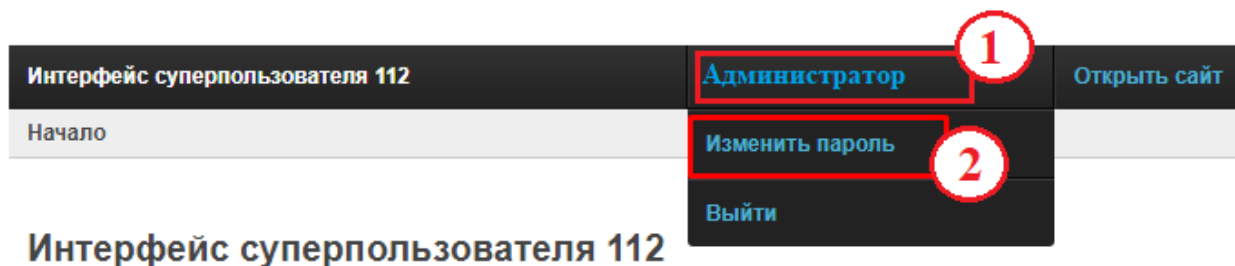 1
Интерфейс суперпользователя 112 Администратор Открыть сайт
Начало
Изменить пароль
2
Выйти
Интерфейс суперпользователя 112